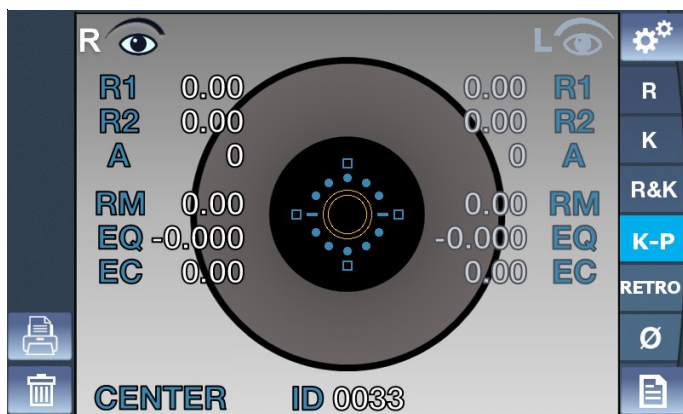 R L
R1 0.00 0.00 R1 R
R2 0.00 0.00 R2
A 0 0 A K
R&K
RM 0.00 0.00 RM
EQ -0.000 -0.000 EQ K-P
EC 0.00 0.00 EC
RETRO
Ø
CENTER ID 0033